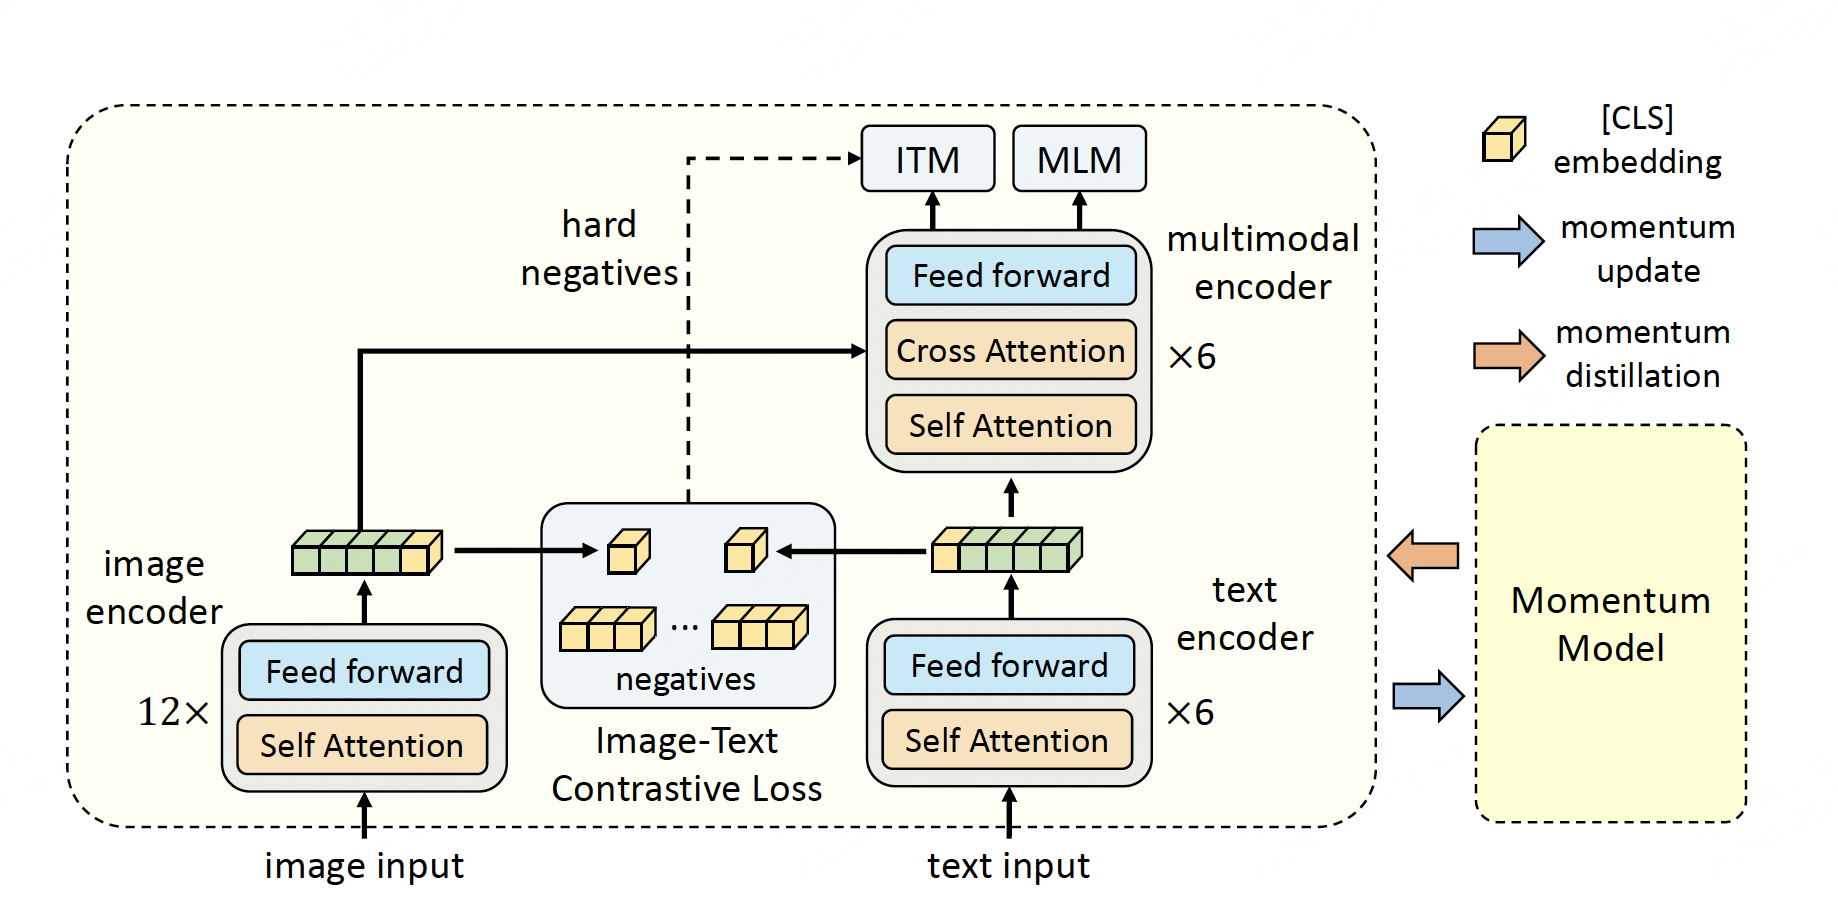 ITM
MLM
hard
negatives
Feed forward
Cross Attention
Self Attention
multimodal
encoder
×6
image
encoder
Feed forward
Self Attention
12×
...
negatives
Image-Text
Contrastive Loss
text
encoder
Feed forward
Self Attention
×6
image input
text input
[CLS]
embedding
momentum
update
momentum
distillation
Momentum
Model